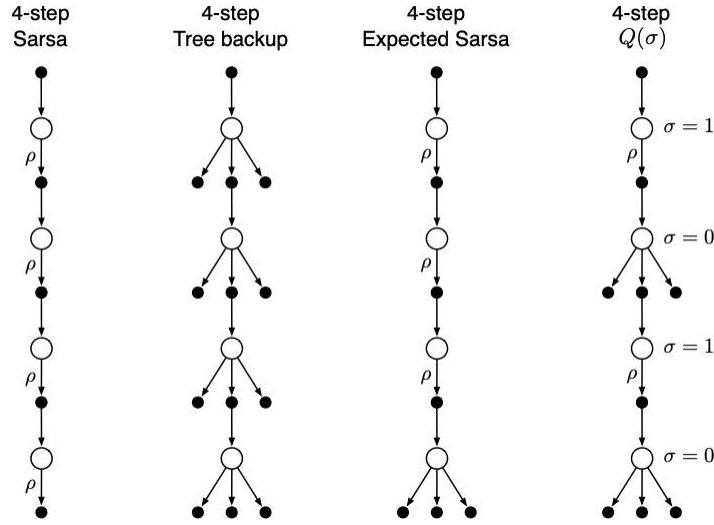 4-step
Sarsa
4-step
Tree backup
4-step
Expected Sarsa
4-step
Q(σ)
σ = 1
ρ
ρ
ρ
σ = 0
ρ
ρ
σ = 1
ρ
ρ
ρ
σ = 0
ρ